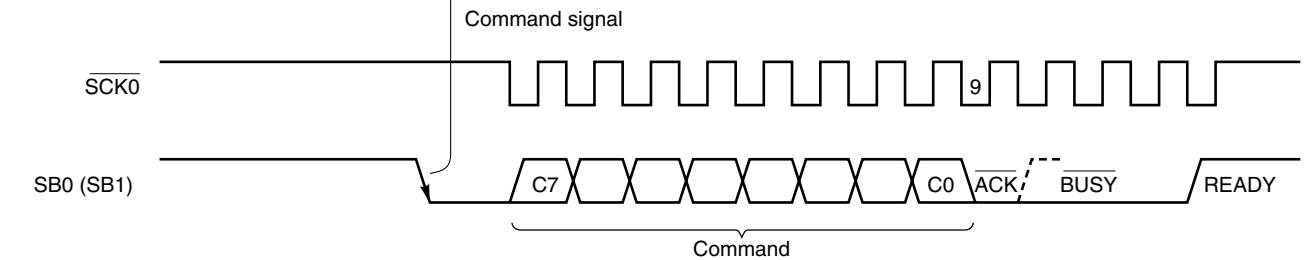 Command signal
SCK0
9
SB0 (SB1)
C7
C0
ACK
BUSY
READY
Command